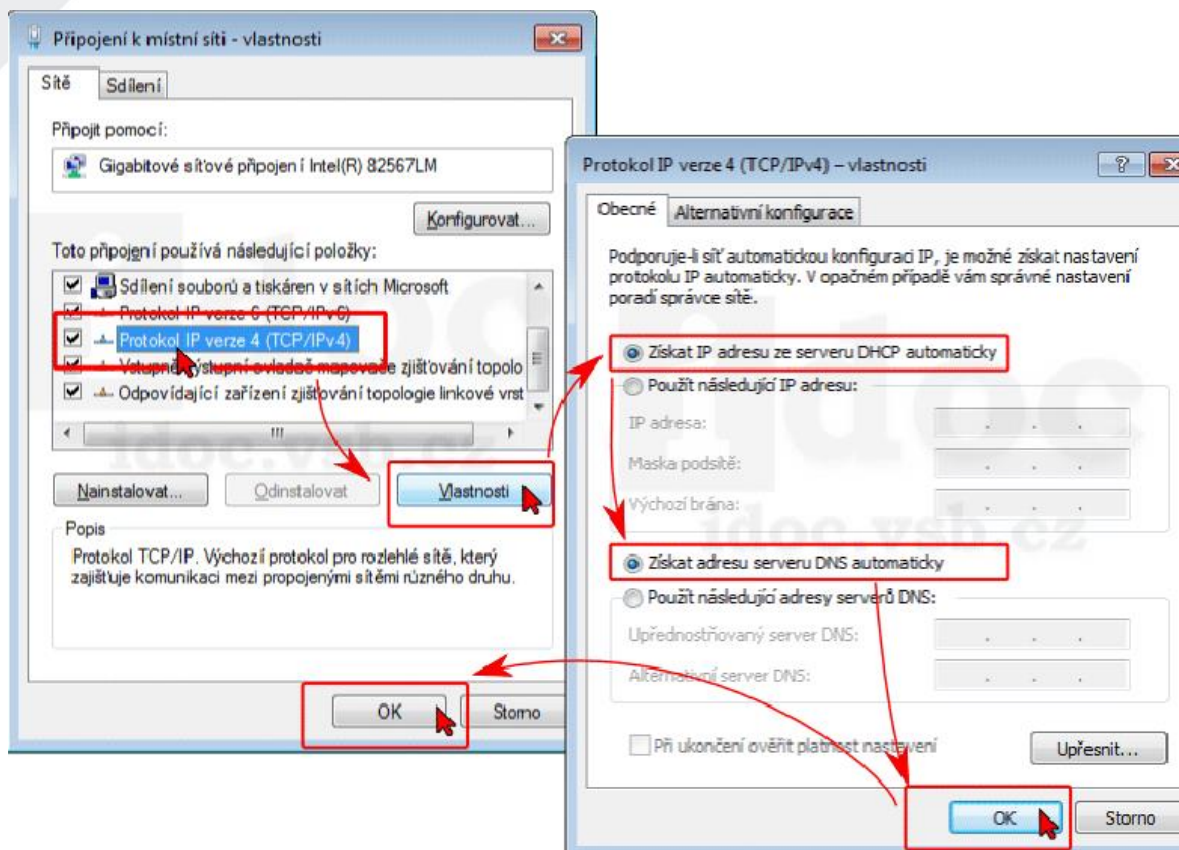 Připojení k místní síti - vlastnosti
Sítě
Sdílení
Připojit pomocí:
Gigabitové síťové připojení Intel(R) 82567LM
Konfigurovat...
Toto připojení používá následující položky:
Sdílení souborů a tiskáren v sítích Microsoft
Protokol IP verze 6 (TCP/IPv6)
Protokol IP verze 4 (TCP/IPv4)
Vstupně výstupní ovladač mapovače zjišťování topolo
Odpovídající zařízení zjišťování topologie linkové vrst
Nainstalovat...
Odinstalovat
Vlastnosti
Popis
Protokol TCP/IP. Výchozí protokol pro rozlehlé sítě, který
zajišťuje komunikaci mezi propojenými sítěmi různého druhu.
OK
Storno
Protokol IP verze 4 (TCP/IPv4) – vlastnosti
Obecné
Alternativní konfigurace
Podporuje-li síť automatickou konfiguraci IP, je možné získat nastavení
protokolu IP automaticky. V opačném případě vám správné nastavení
poradí správce sítě.
Získat IP adresu ze serveru DHCP automaticky
Použít následující IP adresu:
IP adresa:
Maska podsítě:
Výchozí brána:
Získat adresu serveru DNS automaticky
Použít následující adresy serverů DNS:
Upřednostňovaný server DNS:
Alternativní server DNS:
Při ukončení ověřit platnost nastavení
Upřesnit...
OK
Storno
idoc
idoc.vsb.cz
idoc.vsb.cz